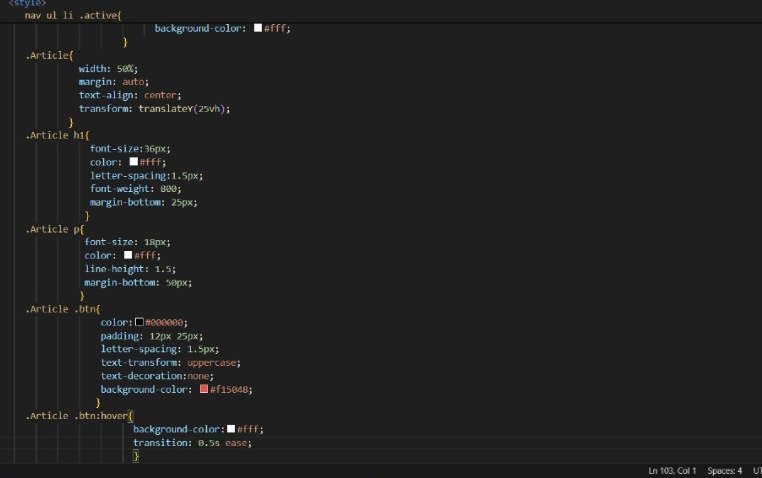 <style>
nav ul li .active{
background-color: #fff;
}
.Article{
width: 50%;
margin: auto;
text-align: center;
transform: translateY(25vh);
}
.Article h1{
font-size:36px;
color: #fff;
letter-spacing:1.5px;
font-weight: 800;
margin-bottom: 25px;
}
.Article p{
font-size: 18px;
color: #fff;
line-height: 1.5;
margin-bottom: 50px;
}
.Article .btn{
color: #000000;
padding: 12px 25px;
letter-spacing: 1.5px;
text-transform: uppercase;
text-decoration:none;
background-color: #f15048;
}
.Article .btn:hover{
background-color: #fff;
transition: 0.5s ease;
}
Ln 103, Col 1 Spaces: 4